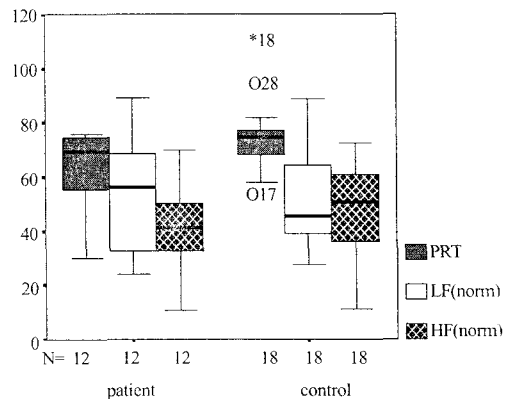 120
100
80
60
40
20
0
*18
O28
O17
PRT
LF(norm)
HF(norm)
N= 12 12 12 18 18 18
patient control